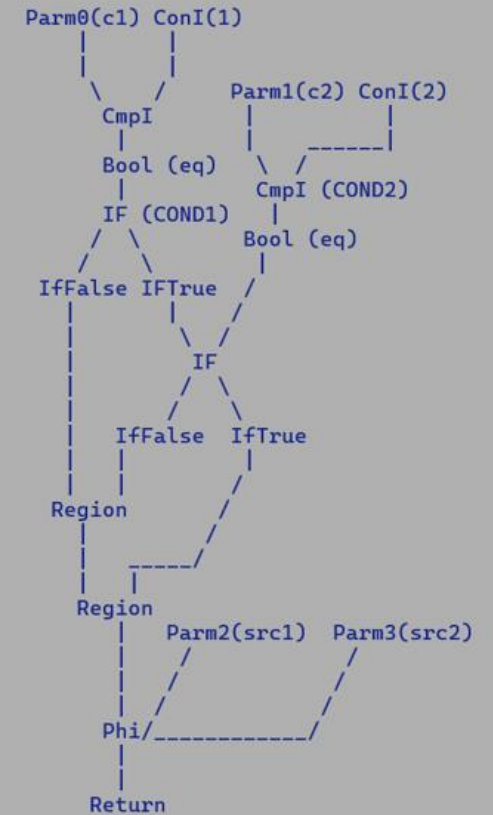 Parm0(c1) ConI(1)
Parm1(c2) ConI(2)
CmpI
Bool (eq)
CmpI (COND2)
IF (COND1)
Bool (eq)
IfFalse IFTrue
IF
IfFalse IfTrue
Region
Region
Parm2(src1) Parm3(src2)
Phi
Return